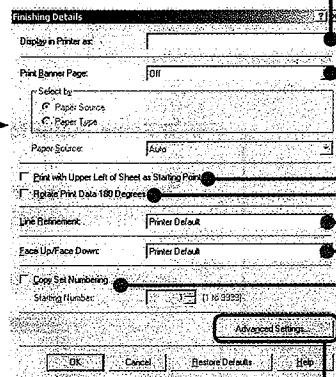 Finishing Details
Display in Printer as:
Print Banner Page: Off
Select by
Paper Source
Paper Type
Paper Source: Auto
Print with Upper Left of Sheet as Starting Point
Rotate Print Data 180 Degrees
Line Refinement: Printer Default
Face Up/Face Down: Printer Default
Copy Set Numbering
Starting Number: 1 [1 to 9999]
Advanced Settings...
OK Cancel Restore Defaults Help